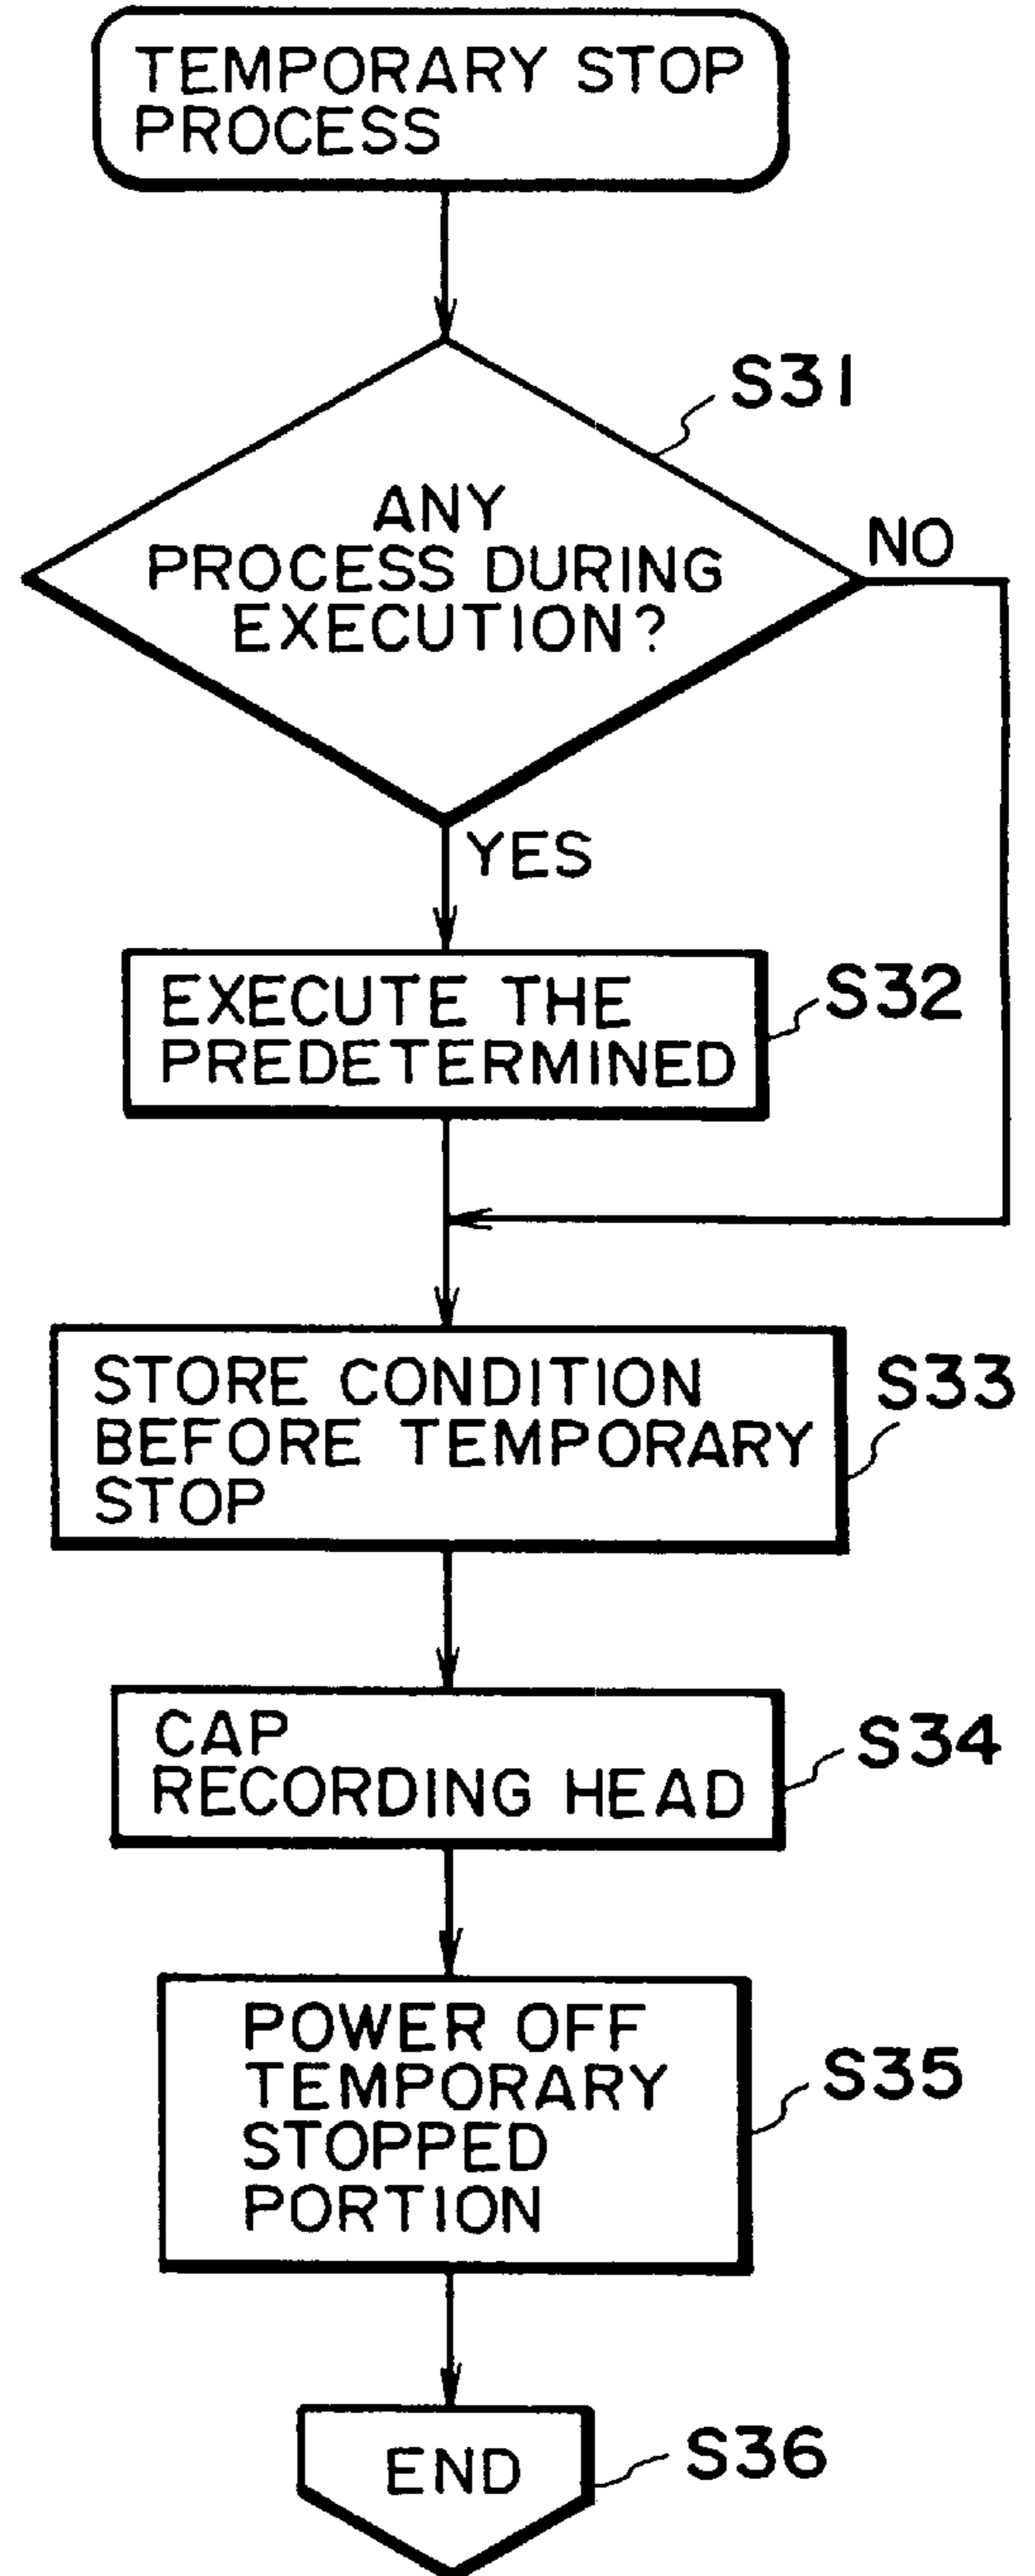 TEMPORARY STOP
PROCESS
S31
ANY
PROCESS DURING
EXECUTION?
NO
YES
EXECUTE THE
PREDETERMINED
S32
STORE CONDITION
BEFORE TEMPORARY
STOP
S33
CAP
RECORDING HEAD
S34
POWER OFF
TEMPORARY
STOPPED
PORTION
S35
END
S36